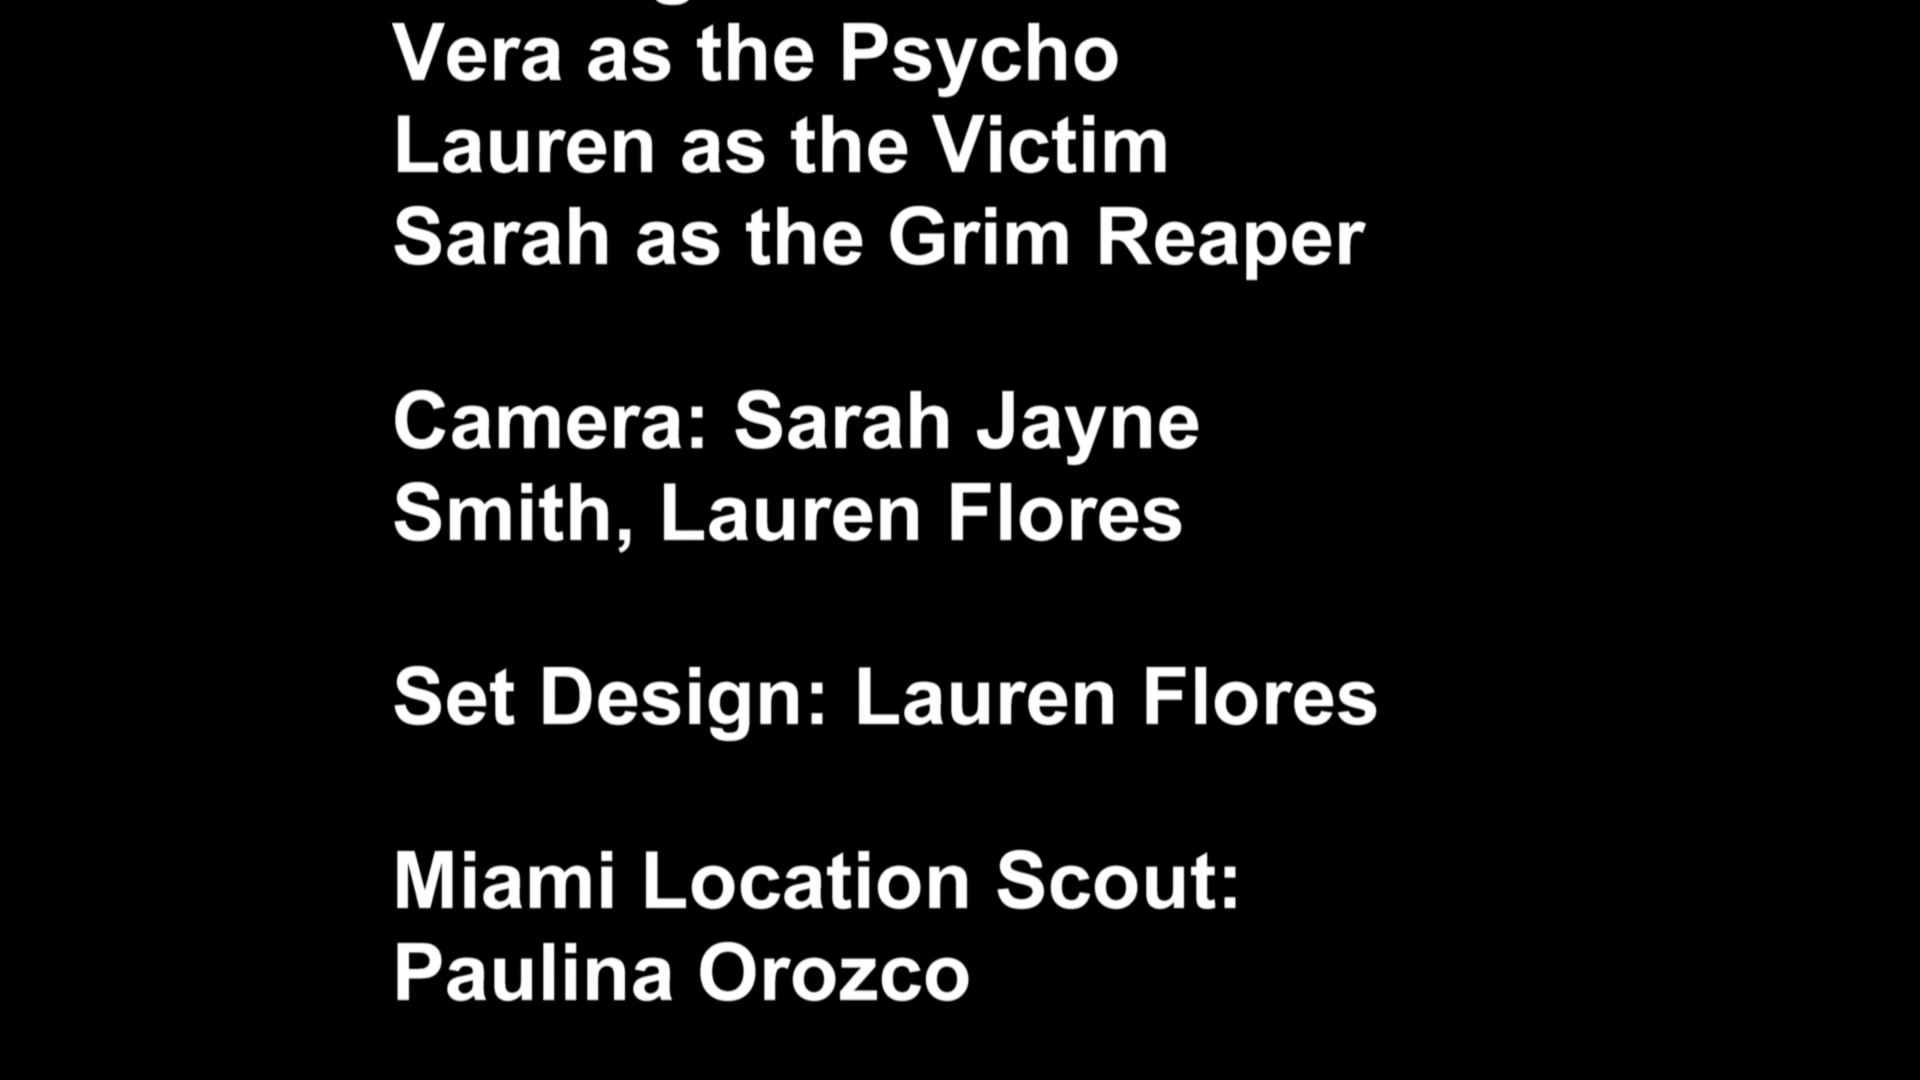 Vera as the Psycho
Lauren as the Victim
Sarah as the Grim Reaper
Camera: Sarah Jayne
Smith, Lauren Flores
Set Design: Lauren Flores
Miami Location Scout:
Paulina Orozco